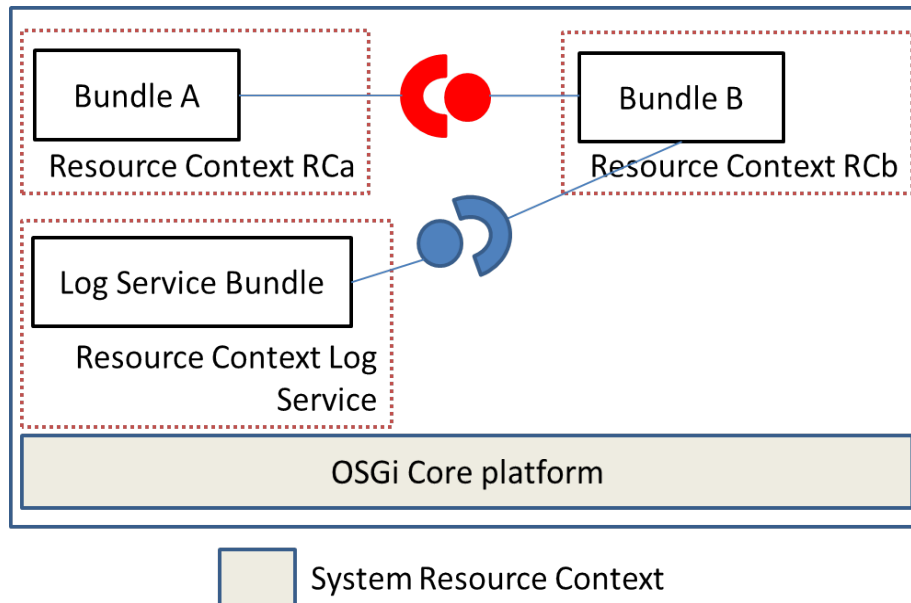 Bundle A
Bundle B
Resource Context RCa
Resource Context RCb
Log Service Bundle
Resource Context Log
Service
OSGi Core platform
System Resource Context